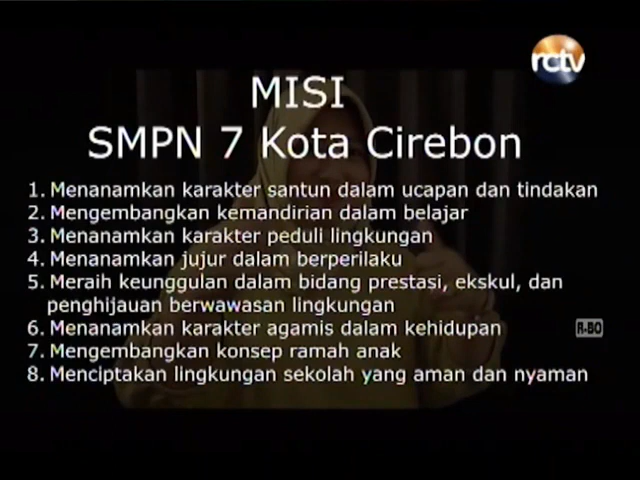 rctv
MISI
SMPN 7 Kota Cirebon
1. Menanamkan karakter santun dalam ucapan dan tindakan
2. Mengembangkan kemandirian dalam belajar
3. Menanamkan karakter peduli lingkungan
4. Menanamkan jujur dalam berperilaku
5. Meraih keunggulan dalam bidang prestasi, ekskul, dan
penghijauan berwawasan lingkungan
6. Menanamkan karakter agamis dalam kehidupan
R-BO
7. Mengembangkan konsep ramah anak
8. Menciptakan lingkungan sekolah yang aman dan nyaman